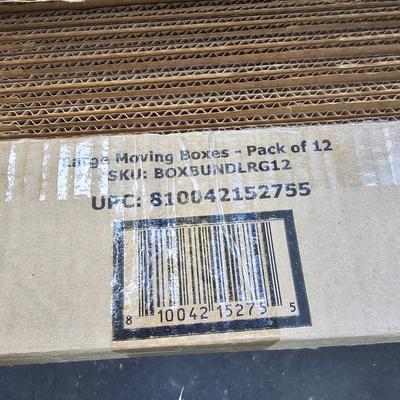 Large Moving Boxes - Pack of 12
SKU: BOXBUNDLRG12
UPC: 810042152755
8 10042 15275 5